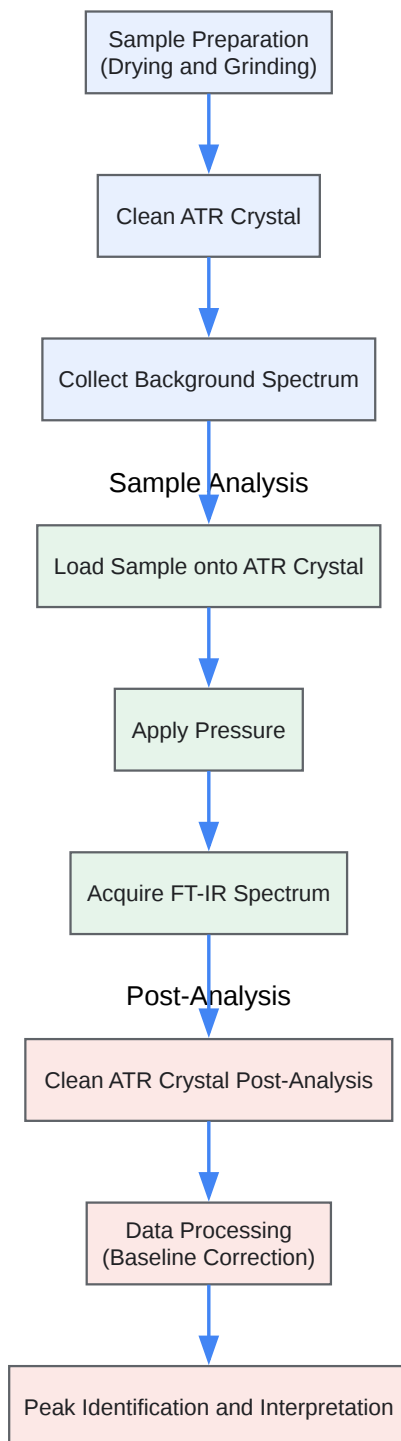 Sample Preparation
(Drying and Grinding)
Clean ATR Crystal
Collect Background Spectrum
Sample Analysis
Load Sample onto ATR Crystal
Apply Pressure
Acquire FT-IR Spectrum
Post-Analysis
Clean ATR Crystal Post-Analysis
Data Processing
(Baseline Correction)
Peak Identification and Interpretation